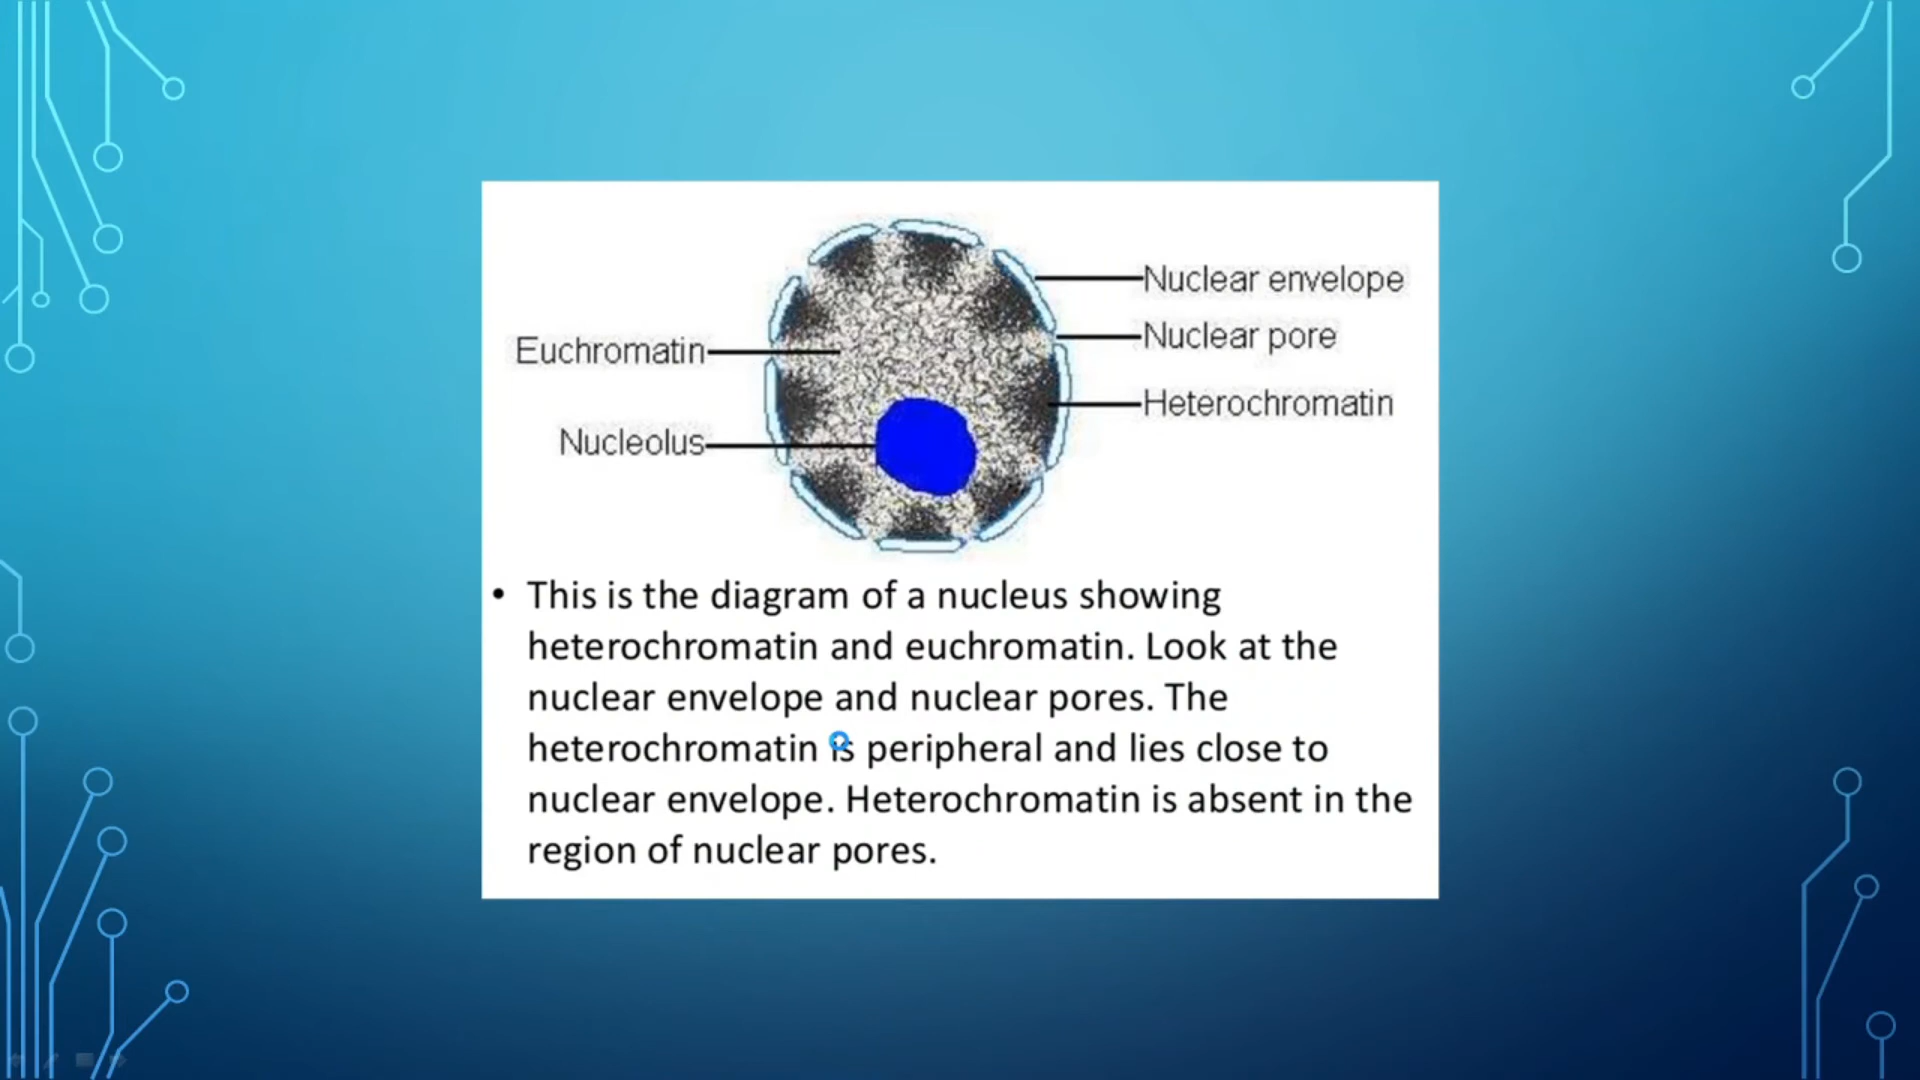 Nuclear envelope
Nuclear pore
Euchromatin
Heterochromatin
Nucleolus
• This is the diagram of a nucleus showing
heterochromatin and euchromatin. Look at the
nuclear envelope and nuclear pores. The
heterochromatin is peripheral and lies close to
nuclear envelope. Heterochromatin is absent in the
region of nuclear pores.